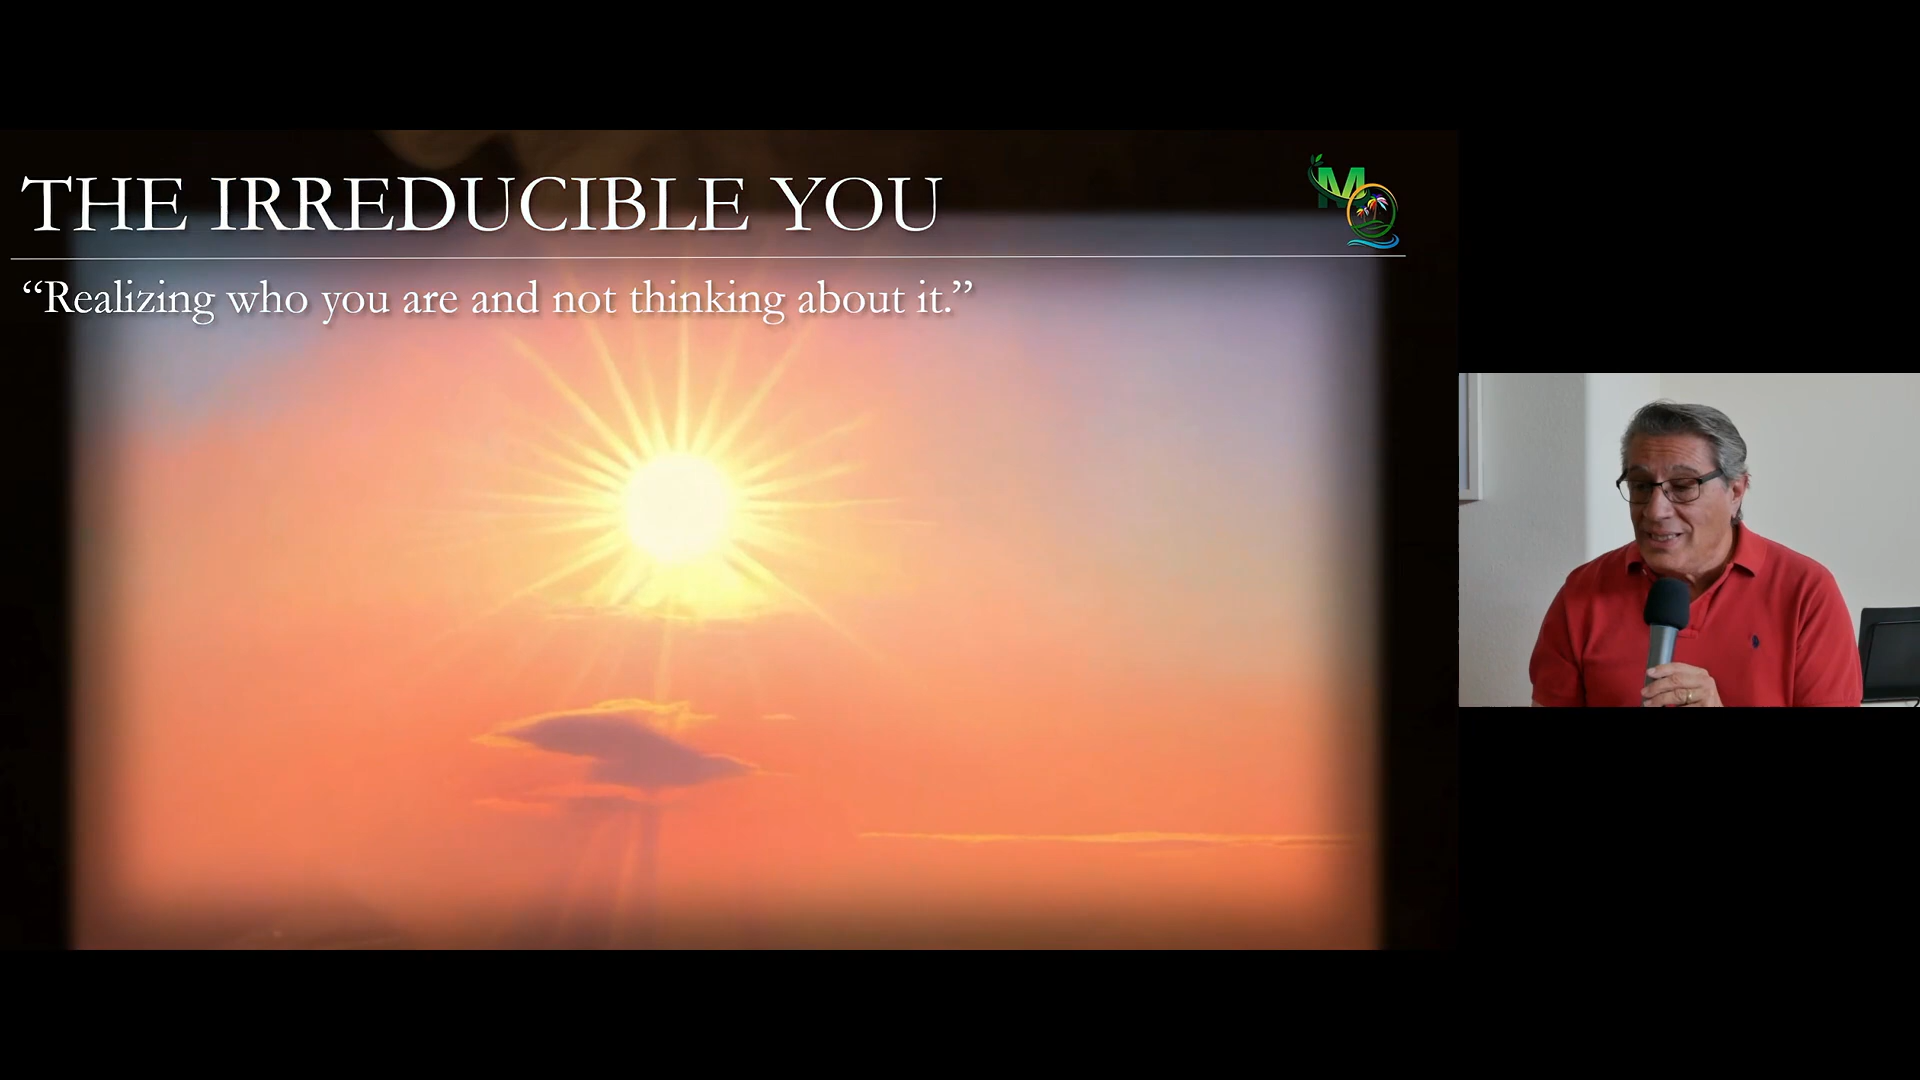 THE IRREDUCIBLE YOU
M
“Realizing who you are and not thinking about it.”